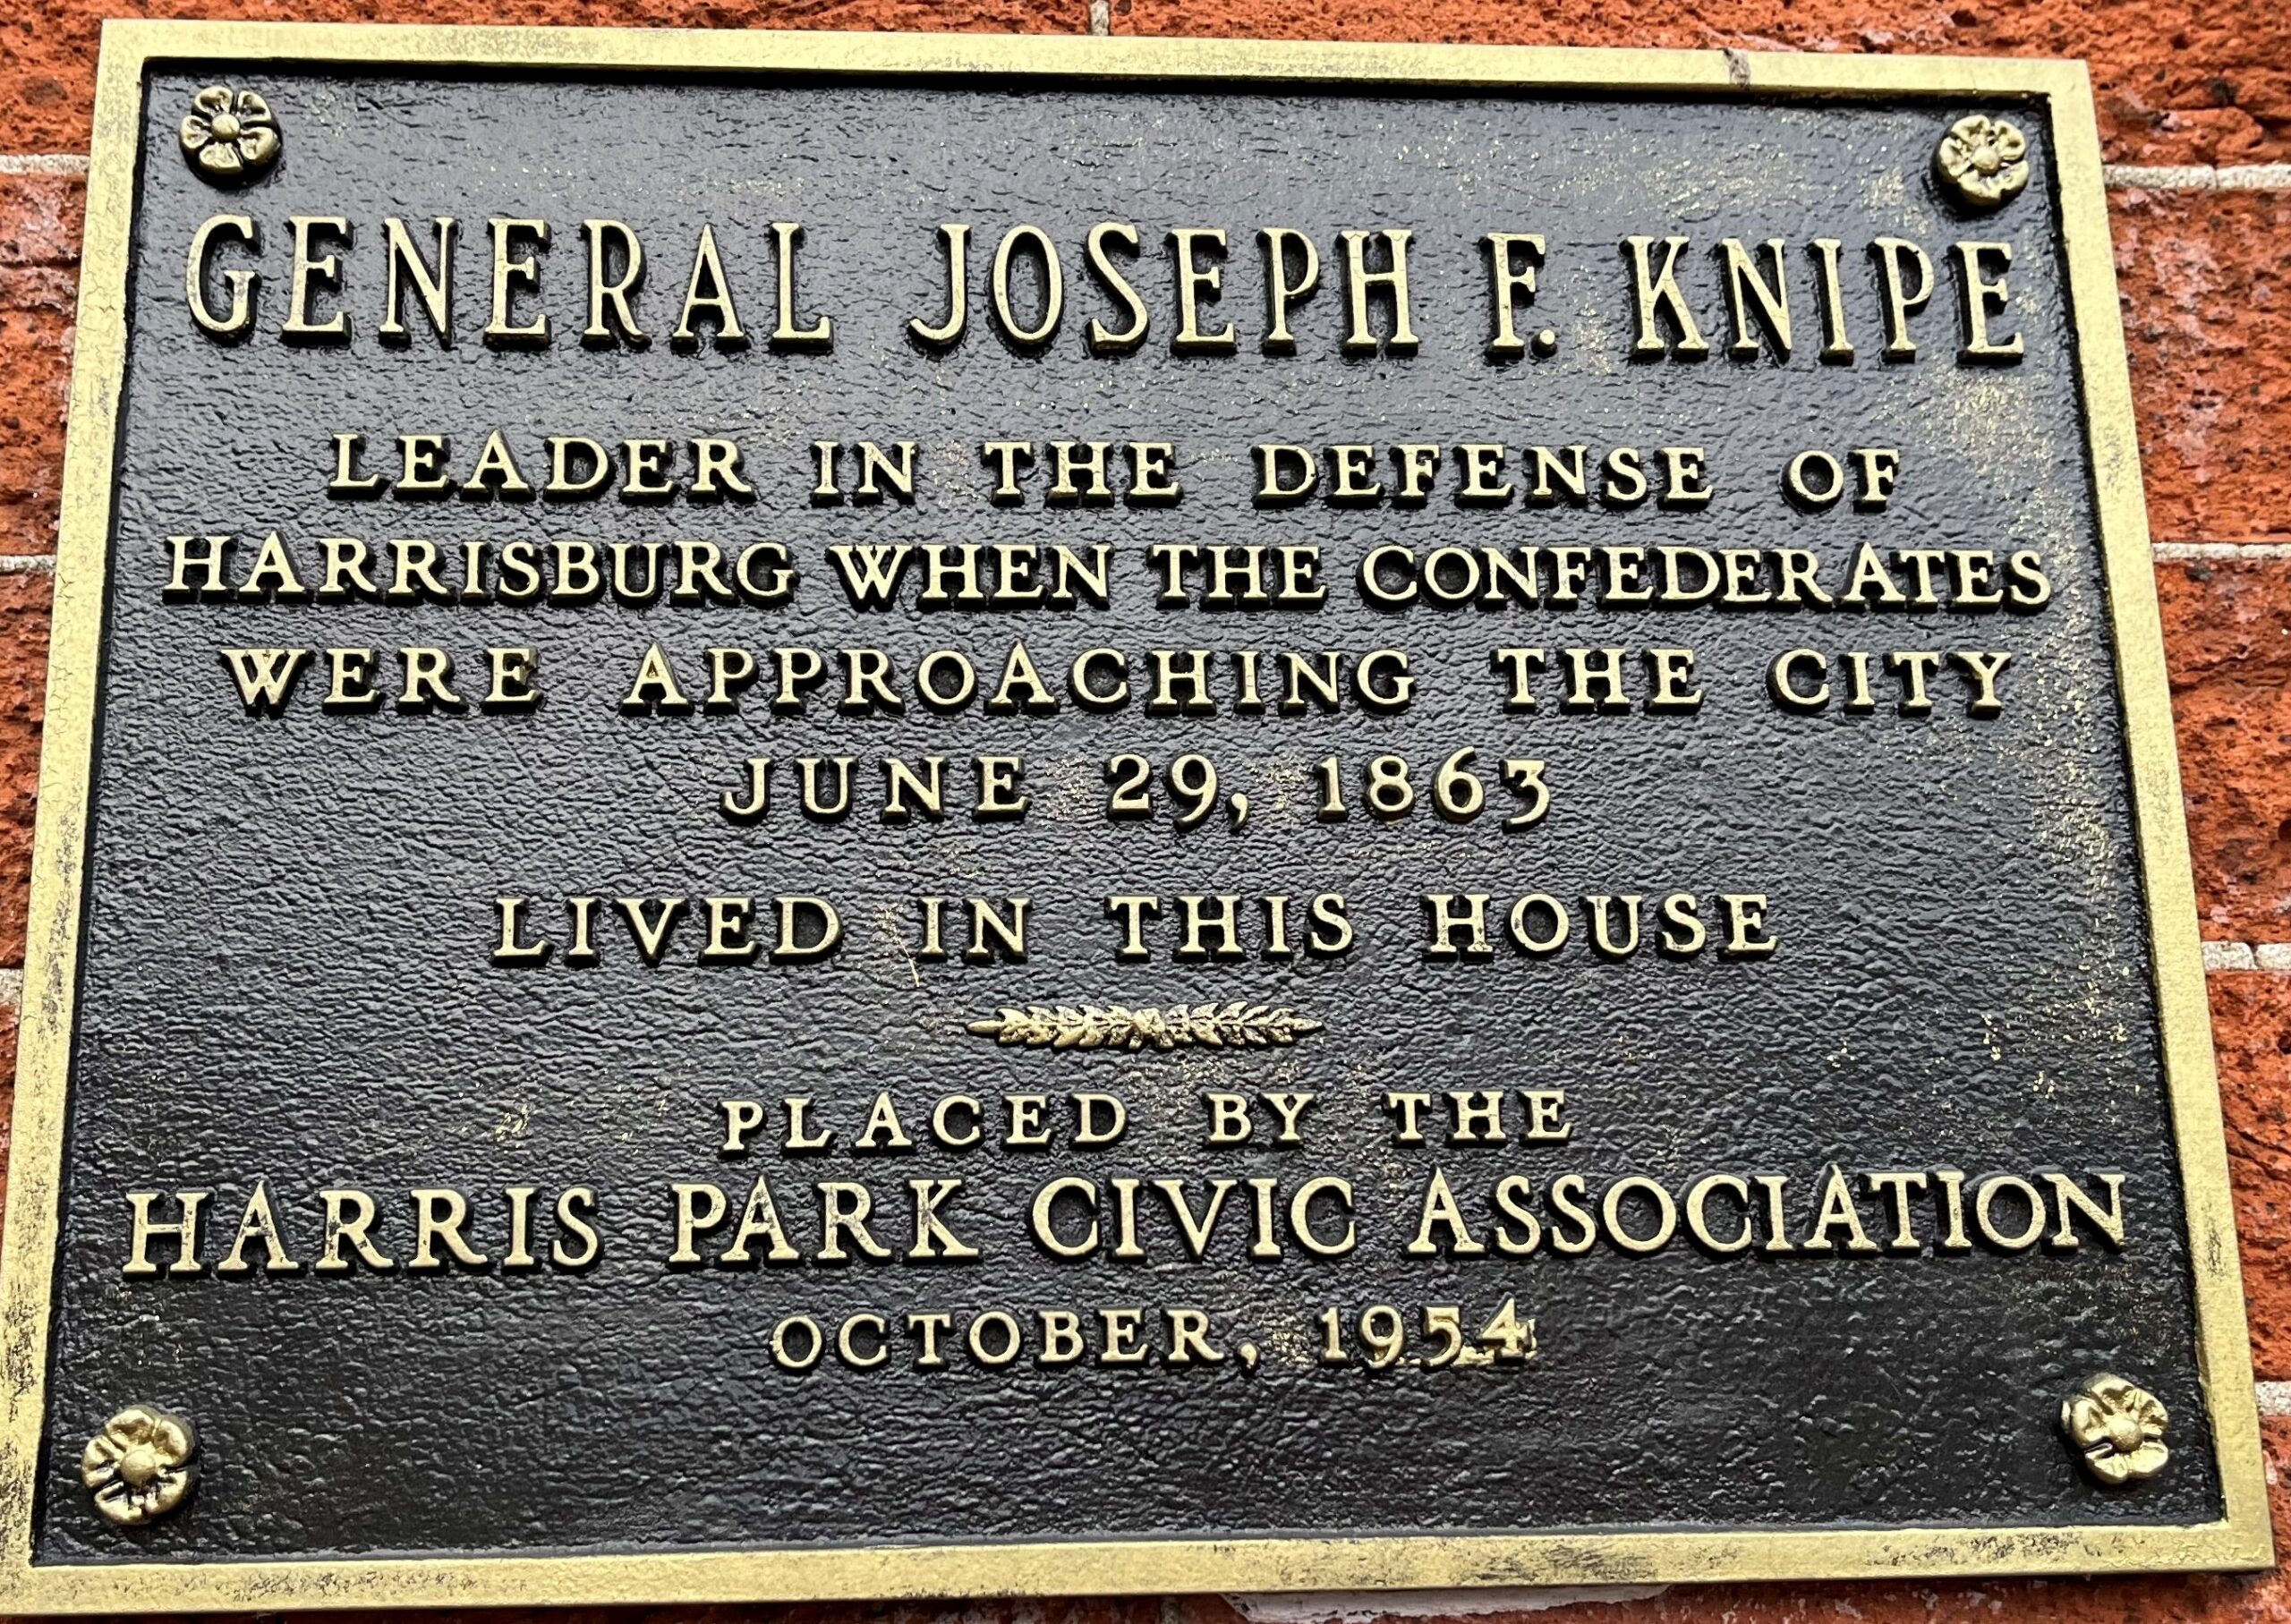 GENERAL JOSEPH F. KNIPE
LEADER IN THE DEFENSE OF
HARRISBURG WHEN THE CONFEDERATES
WERE APPROACHING THE CITY
JUNE 29, 1863
LIVED IN THIS HOUSE
PLACED BY THE
HARRIS PARK CIVIC ASSOCIATION
OCTOBER, 1954